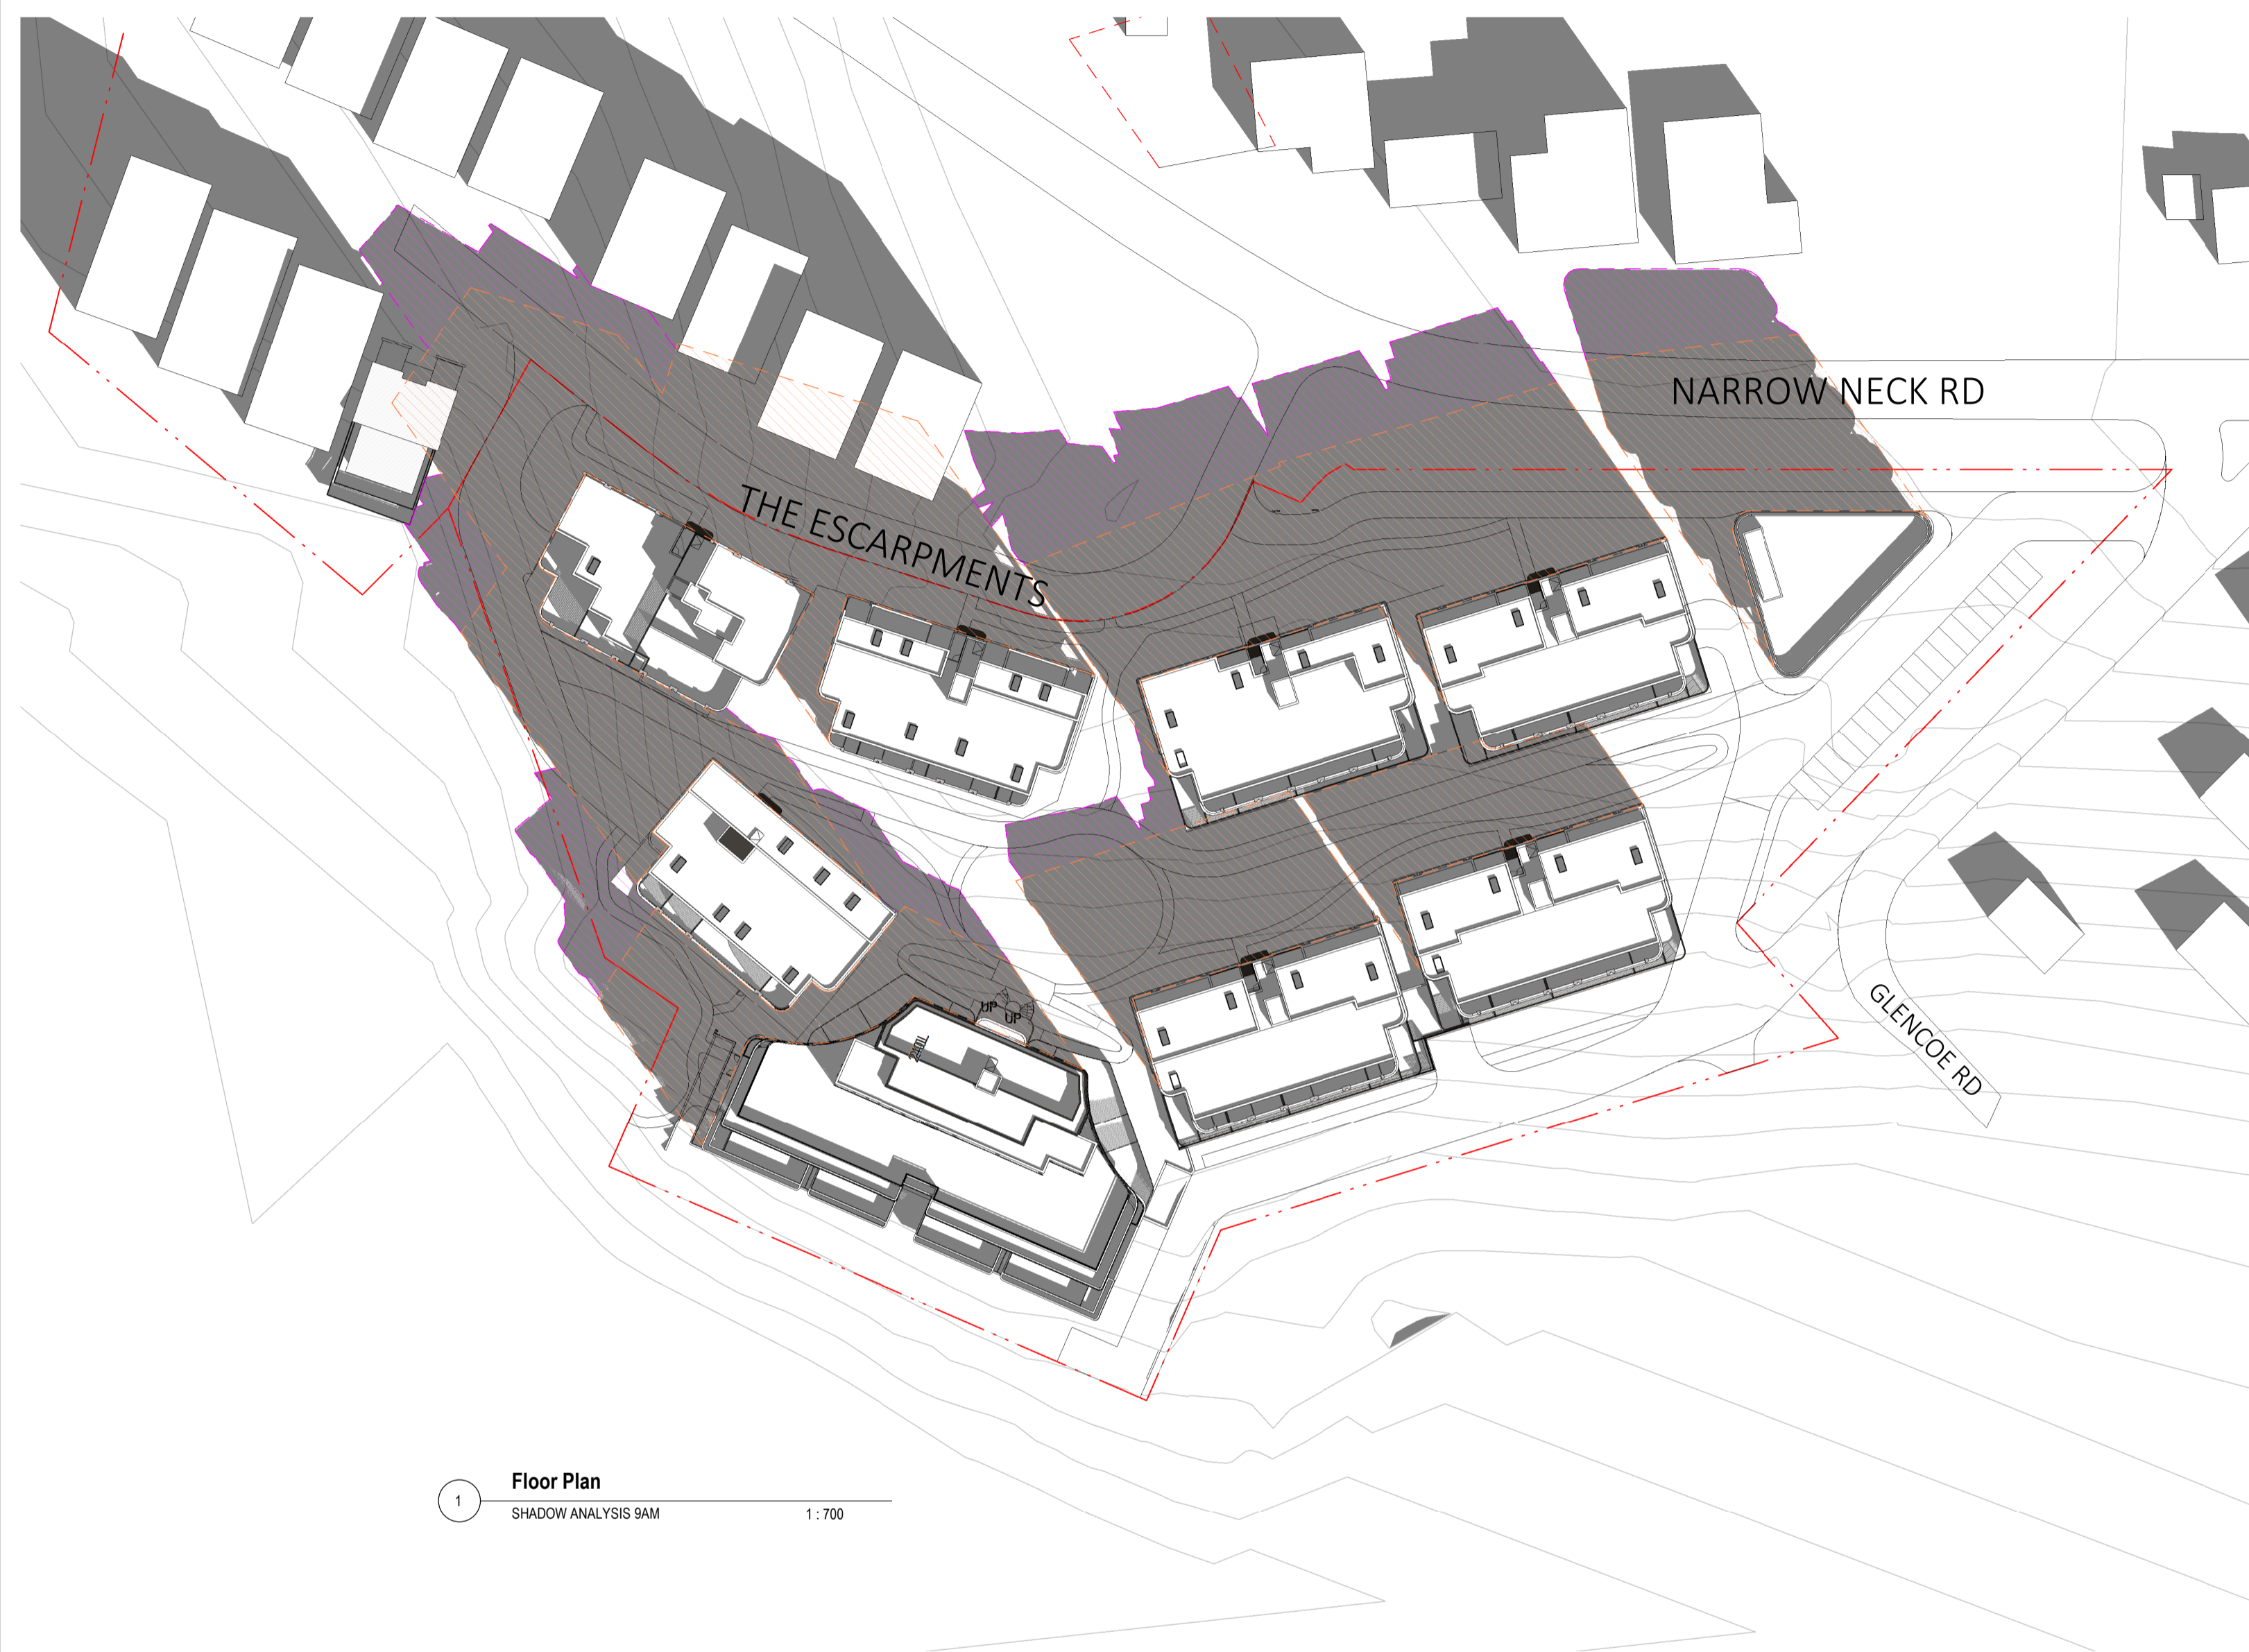 NARROW NECK RD
THE ESCARPMENTS
UP
UP
GLENCOE RD
1
Floor Plan
SHADOW ANALYSIS 9AM
1 : 700